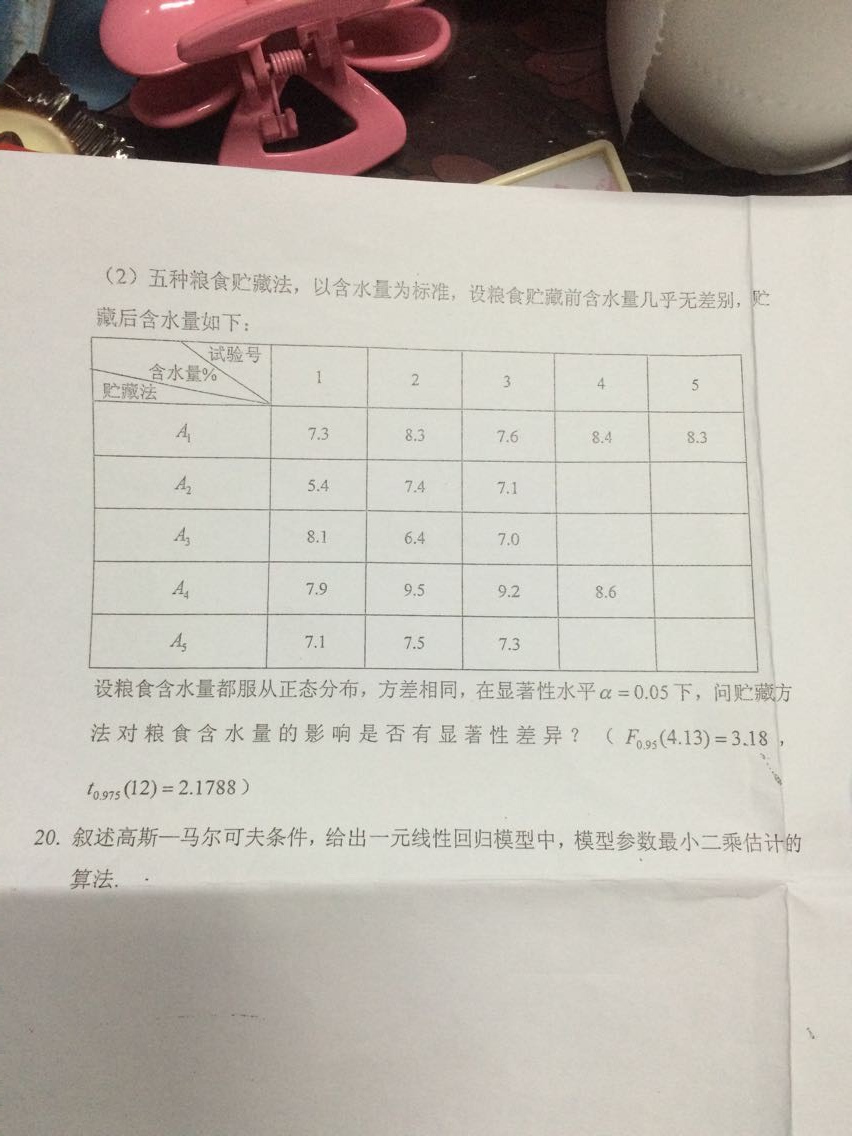 (2) 五种粮食贮藏法，以含水量为标准，设粮食贮藏前含水量几乎无差别，贮
藏后含水量如下：
试验号
含水量%
贮藏法
1 2 3 4 5
A₁ 7.3 8.3 7.6 8.4 8.3
A₂ 5.4 7.4 7.1
A₃ 8.1 6.4 7.0
A₄ 7.9 9.5 9.2 8.6
A₅ 7.1 7.5 7.3
设粮食含水量都服从正态分布，方差相同，在显著性水平 α = 0.05 下，问贮藏方
法对粮食含水量的影响是否有显著性差异？（ F₀.₉₅(4.13) = 3.18 ，
t₀.₉₇₅(12) = 2.1788）
20. 叙述高斯—马尔可夫条件，给出一元线性回归模型中，模型参数最小二乘估计的
算法.